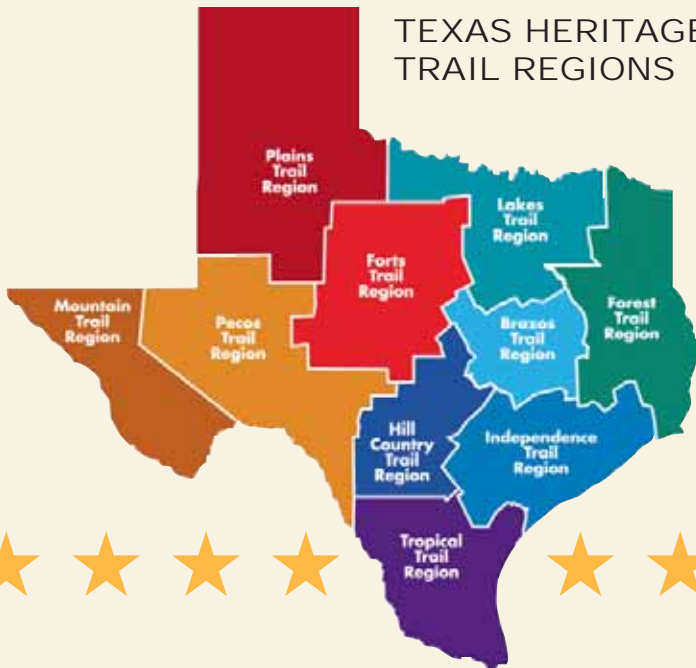 TEXAS HERITAGE
TRAIL REGIONS
Plains
Trail
Region
Lakes
Trail
Region
Forts
Trail
Region
Mountain
Trail
Region
Pecos
Trail
Region
Brazos
Trail
Region
Forest
Trail
Region
Hill
Country
Trail
Region
Independence
Trail
Region
Tropical
Trail
Region